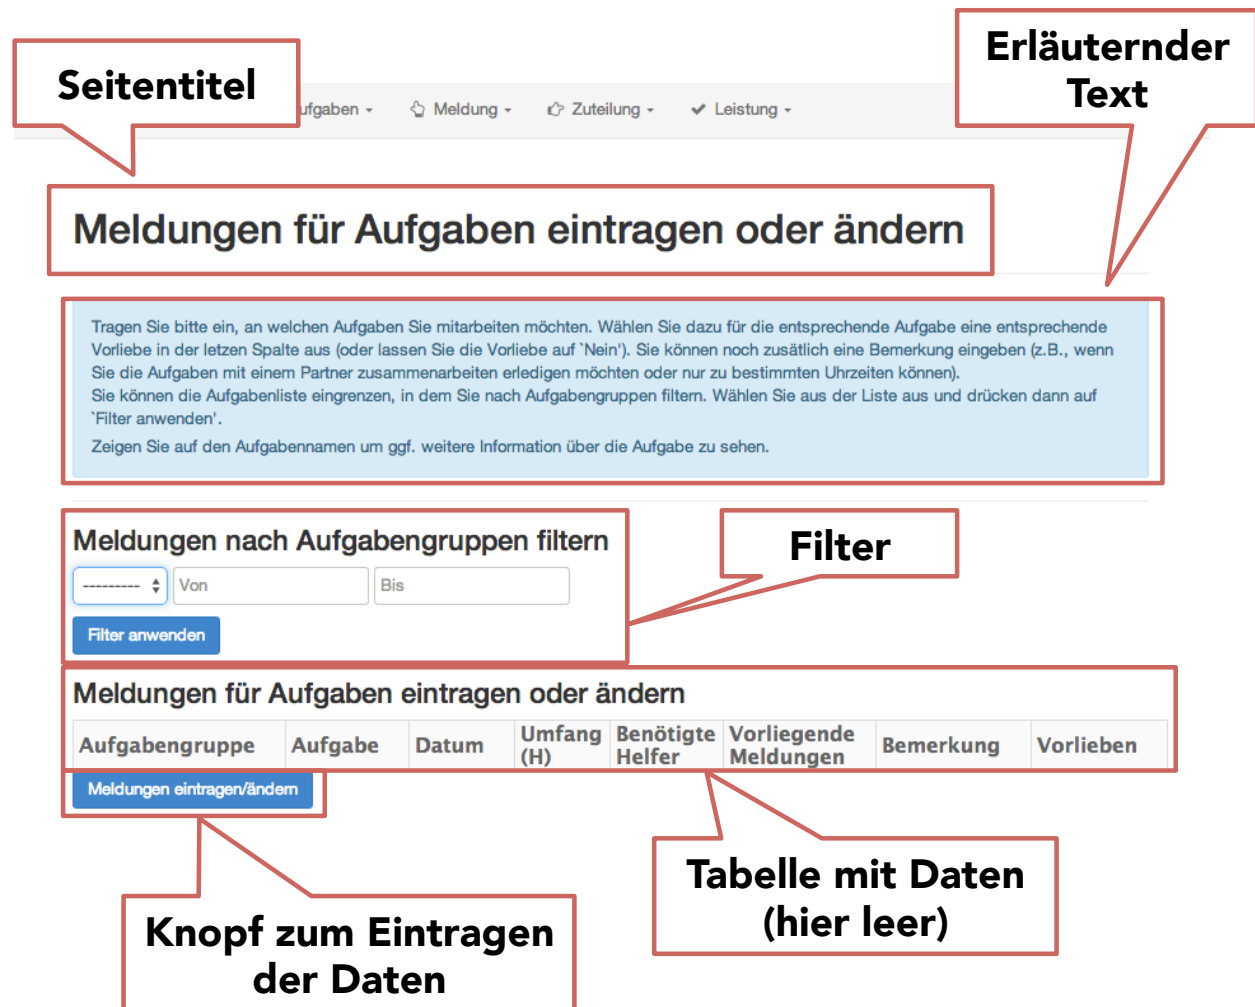 Seitentitel
Erläuternder
Text
ufgaben
Meldung
Zuteilung
Leistung
Meldungen für Aufgaben eintragen oder ändern
Tragen Sie bitte ein, an welchen Aufgaben Sie mitarbeiten möchten. Wählen Sie dazu für die entsprechende Aufgabe eine entsprechende
Vorliebe in der letzen Spalte aus (oder lassen Sie die Vorliebe auf `Nein'). Sie können noch zusätlich eine Bemerkung eingeben (z.B., wenn
Sie die Aufgaben mit einem Partner zusammenarbeiten erledigen möchten oder nur zu bestimmten Uhrzeiten können).
Sie können die Aufgabenliste eingrenzen, in dem Sie nach Aufgabengruppen filtern. Wählen Sie aus der Liste aus und drücken dann auf
`Filter anwenden'.
Zeigen Sie auf den Aufgabennamen um ggf. weitere Information über die Aufgabe zu sehen.
Meldungen nach Aufgabengruppen filtern
Filter
--------- Von Bis
Filter anwenden
Meldungen für Aufgaben eintragen oder ändern
Aufgabengruppe
Aufgabe
Datum
Umfang
(H)
Benötigte
Helfer
Vorliegende
Meldungen
Bemerkung
Vorlieben
Meldungen eintragen/ändern
Tabelle mit Daten
(hier leer)
Knopf zum Eintragen
der Daten